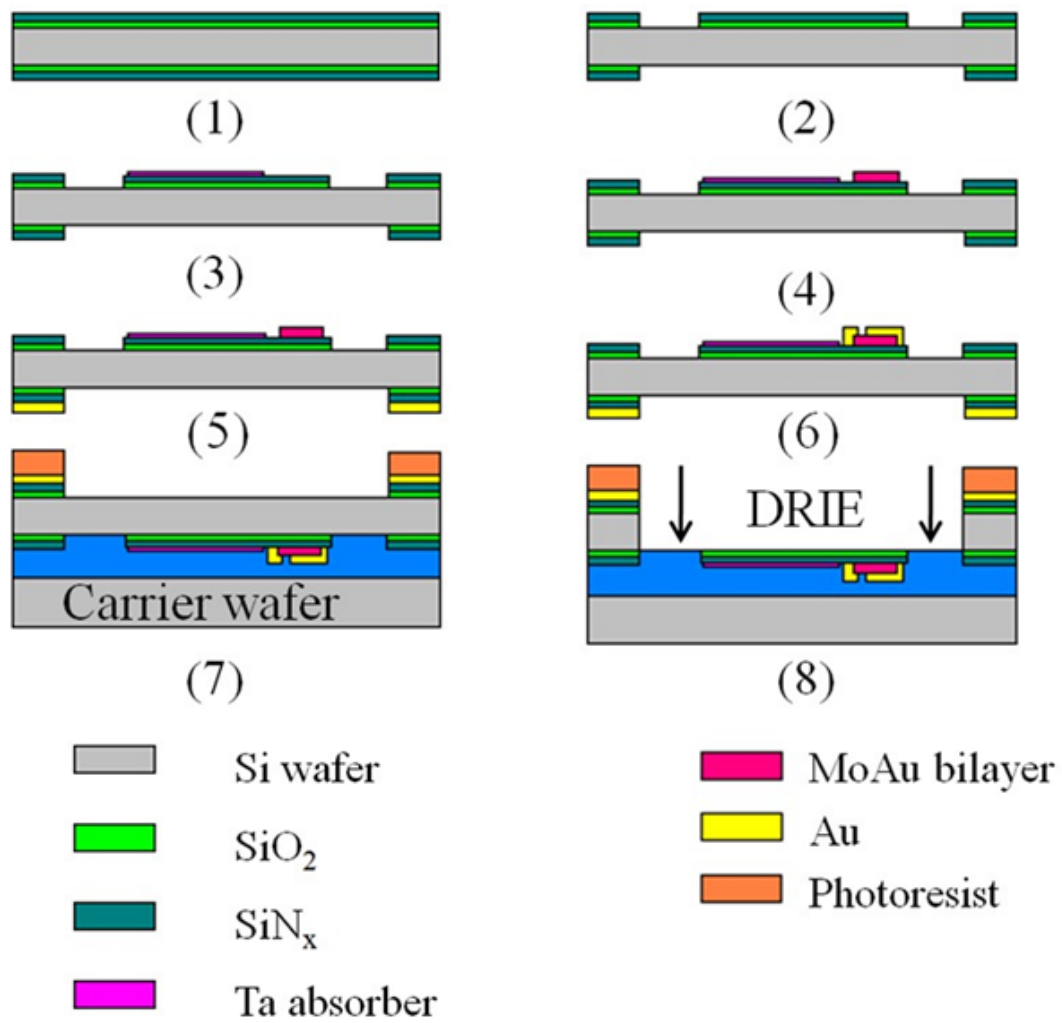 (1)
(2)
(3)
(4)
(5)
(6)
DRIE
Carrier wafer
(7)
(8)
Si wafer
SiO₂
SiNₓ
Ta absorber
MoAu bilayer
Au
Photoresist